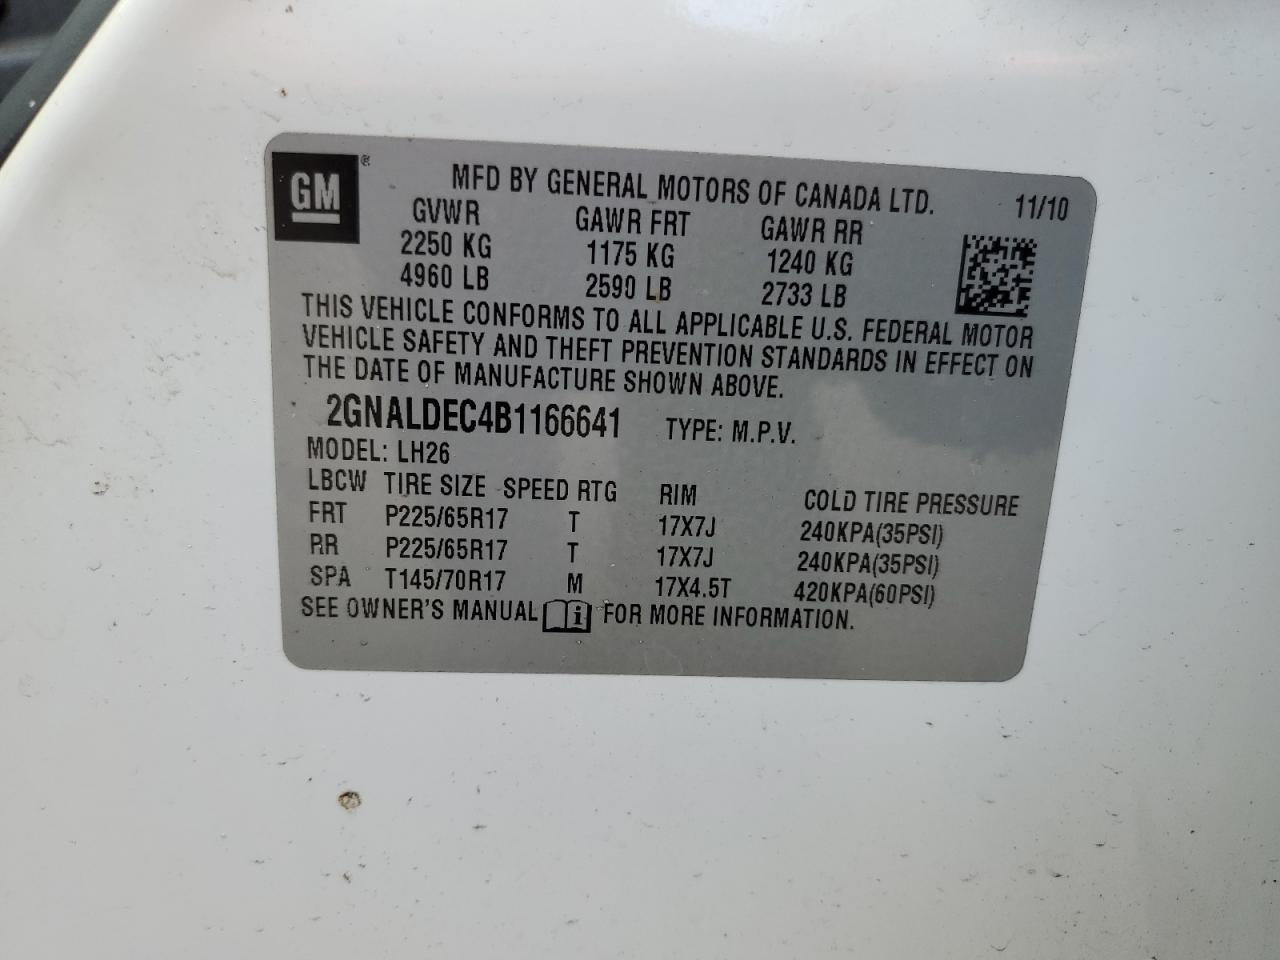 GM ® MFD BY GENERAL MOTORS OF CANADA LTD. 11/10
GVWR GAWR FRT GAWR RR
2250 KG 1175 KG 1240 KG
4960 LB 2590 LB 2733 LB
THIS VEHICLE CONFORMS TO ALL APPLICABLE U.S. FEDERAL MOTOR
VEHICLE SAFETY AND THEFT PREVENTION STANDARDS IN EFFECT ON
THE DATE OF MANUFACTURE SHOWN ABOVE.
2GNALDEC4B1166641 TYPE: M.P.V.
MODEL: LH26
LBCW TIRE SIZE SPEED RTG RIM COLD TIRE PRESSURE
FRT P225/65R17 T 17X7J 240KPA(35PSI)
RR P225/65R17 T 17X7J 240KPA(35PSI)
SPA T145/70R17 M 17X4.5T 420KPA(60PSI)
SEE OWNER'S MANUAL i FOR MORE INFORMATION.